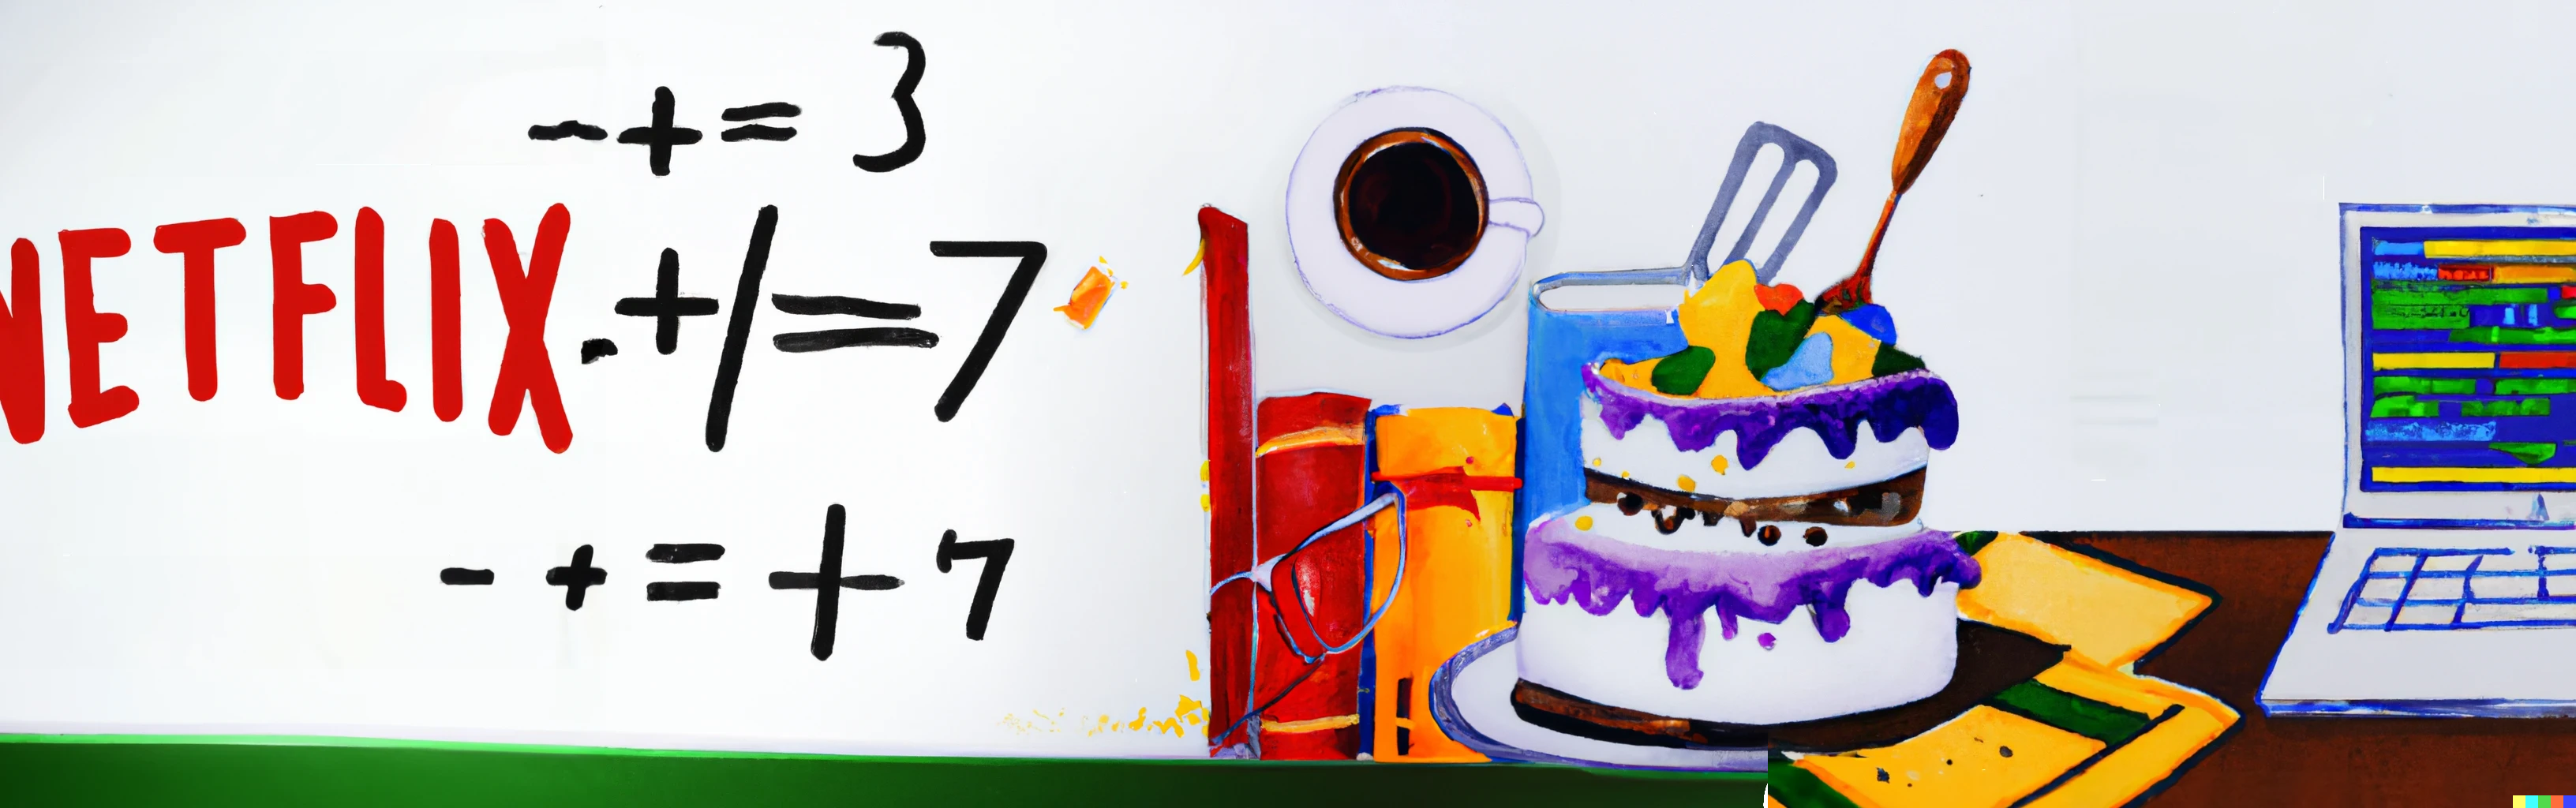 -+= 3
NETFLIX
-+/=7
- + = + 7